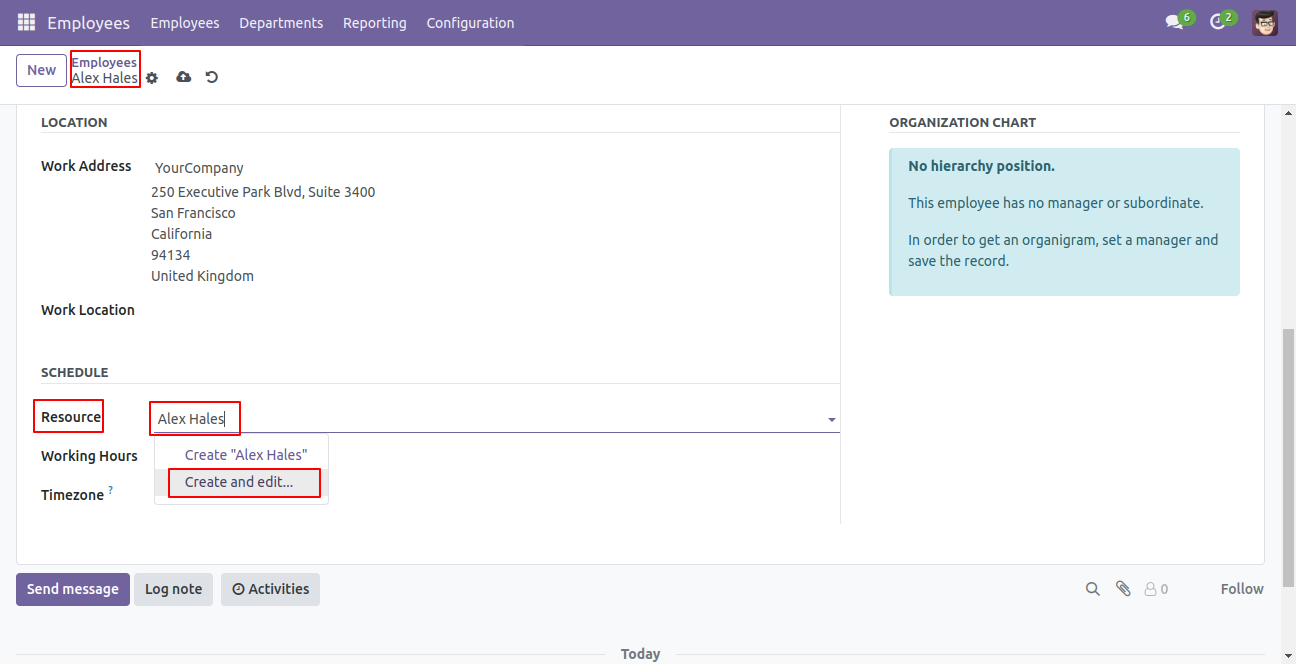 Employees Employees Departments Reporting Configuration 6 2
New Employees
Alex Hales
LOCATION
Work Address YourCompany
250 Executive Park Blvd, Suite 3400
San Francisco
California
94134
United Kingdom
Work Location
SCHEDULE
Resource Alex Hales
Create "Alex Hales"
Working Hours
Create and edit...
Timezone ?
ORGANIZATION CHART
No hierarchy position.
This employee has no manager or subordinate.
In order to get an organigram, set a manager and
save the record.
Send message Log note Activities 0 Follow
Today